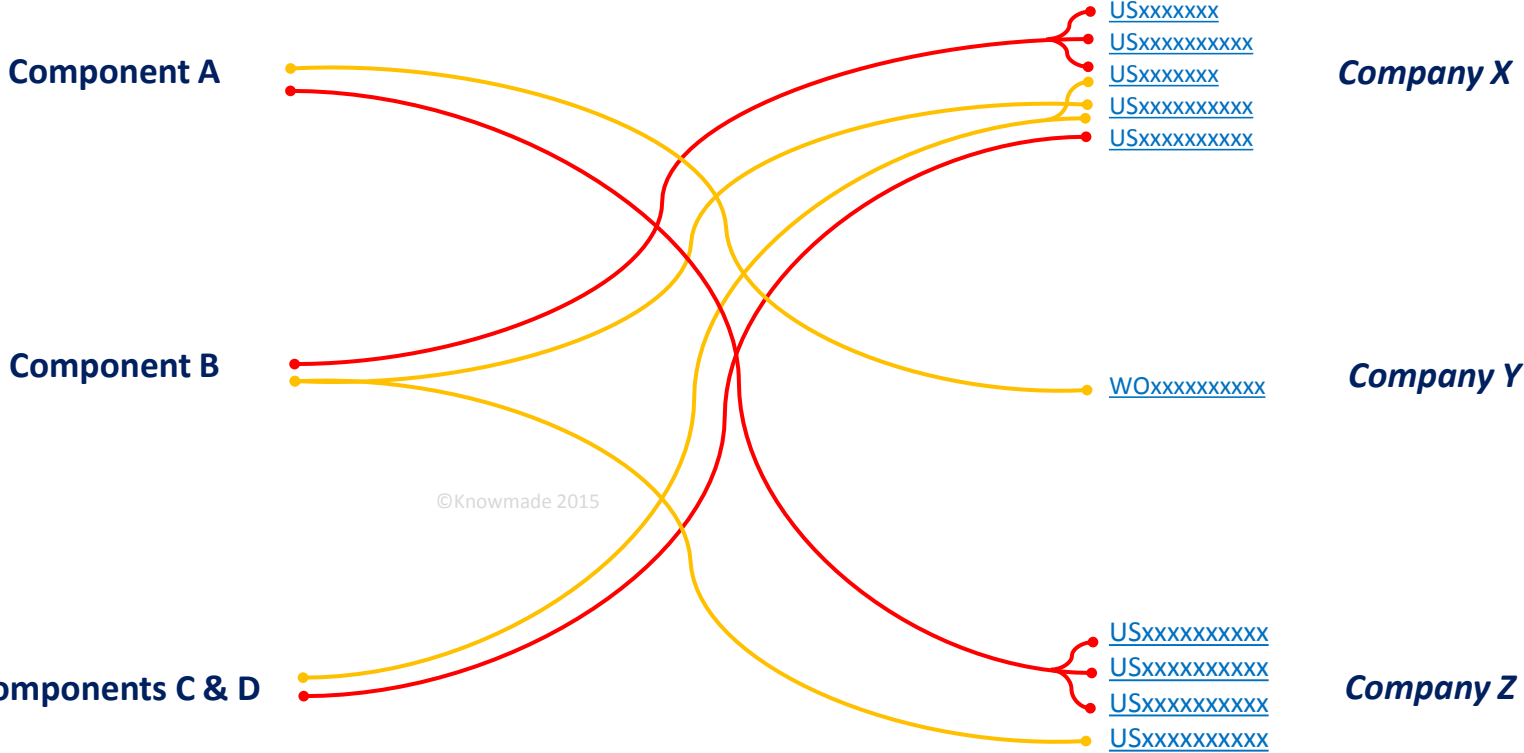 Component A
Component B
omponents C & D
©Knowmade 2015
USxxxxxxx
USxxxxxxxxxx
USxxxxxxx
USxxxxxxxxxx
USxxxxxxxxxx
Company X
WOxxxxxxxxxx
Company Y
USxxxxxxxxxx
USxxxxxxxxxx
USxxxxxxxxxx
USxxxxxxxxxx
Company Z